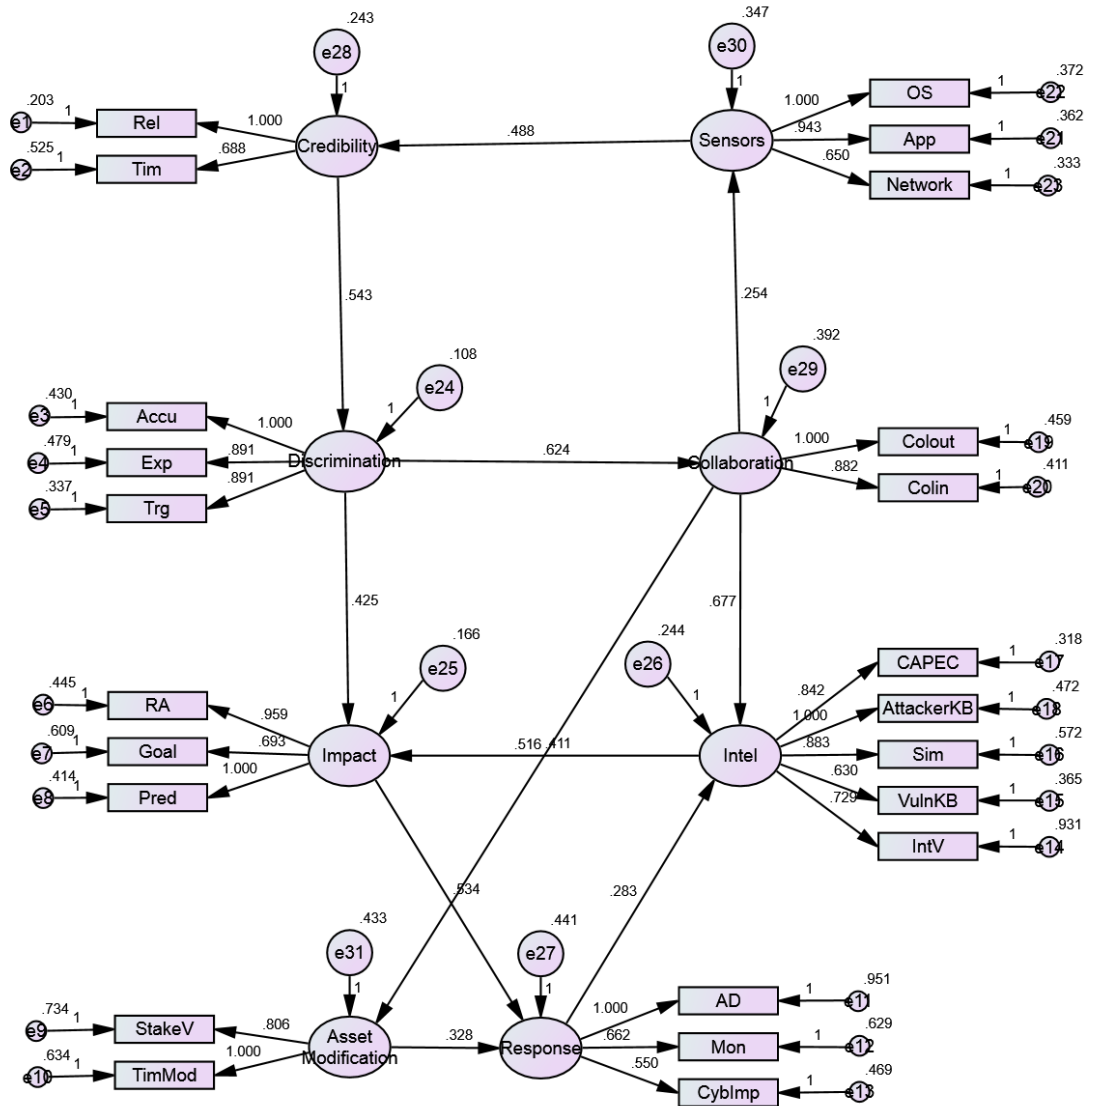 .243
.347
e28
e30
.203
1
1
1
.372
e1
1
Rel
1.000
1.000
OS
1
e22
.525
Credibility
.488
Sensors
.943
App
1
.362
e21
e2
1
Tim
.688
.650
Network
1
.333
e23
.543
.254
.108
.392
e24
e29
.430
e3
1
Accu
1.000
1
1
1.000
Colout
1
.459
e19
.479
e4
1
Exp
.891
Discrimination
.624
Collaboration
.882
Colin
1
.411
e20
.337
e5
1
Trg
.891
.425
.677
.166
.244
e25
e26
.318
CAPEC
1
e17
.445
e6
1
RA
.959
1
1
.842
1.000
AttackerKB
1
.472
e18
.609
e7
1
Goal
.693
Impact
.516
.411
Intel
.883
Sim
1
.572
e16
.414
e8
1
Pred
1.000
.630
VulnKB
1
.365
e15
.729
IntV
1
.931
e14
.534
.283
.433
.441
e31
e27
1
1
.951
.734
e9
1
StakeV
.806
1.000
AD
1
e11
.634
e10
1
TimMod
1.000
Asset
Modification
.328
Response
.662
Mon
1
.629
e12
.550
CybImp
1
.469
e13